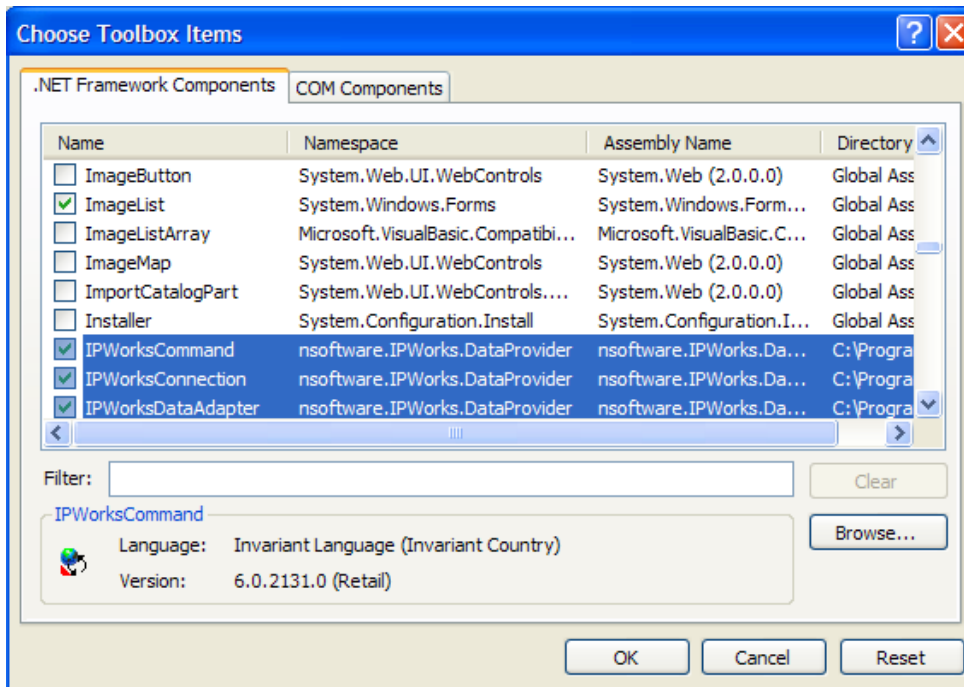 Choose Toolbox Items
.NET Framework Components COM Components
Name Namespace Assembly Name Directory
ImageButton System.Web.UI.WebControls System.Web (2.0.0.0) Global Ass
ImageList System.Windows.Forms System.Windows.Form... Global Ass
ImageListArray Microsoft.VisualBasic.Compatibi... Microsoft.VisualBasic.C... Global Ass
ImageMap System.Web.UI.WebControls System.Web (2.0.0.0) Global Ass
ImportCatalogPart System.Web.UI.WebControls.... System.Web (2.0.0.0) Global Ass
Installer System.Configuration.Install System.Configuration.I... Global Ass
IPWorksCommand nsoftware.IPWorks.DataProvider nsoftware.IPWorks.Da... C:\Progra
IPWorksConnection nsoftware.IPWorks.DataProvider nsoftware.IPWorks.Da... C:\Progra
IPWorksDataAdapter nsoftware.IPWorks.DataProvider nsoftware.IPWorks.Da... C:\Progra
Filter: Clear
IPWorksCommand
Browse...
Language: Invariant Language (Invariant Country)
Version: 6.0.2131.0 (Retail)
OK Cancel Reset